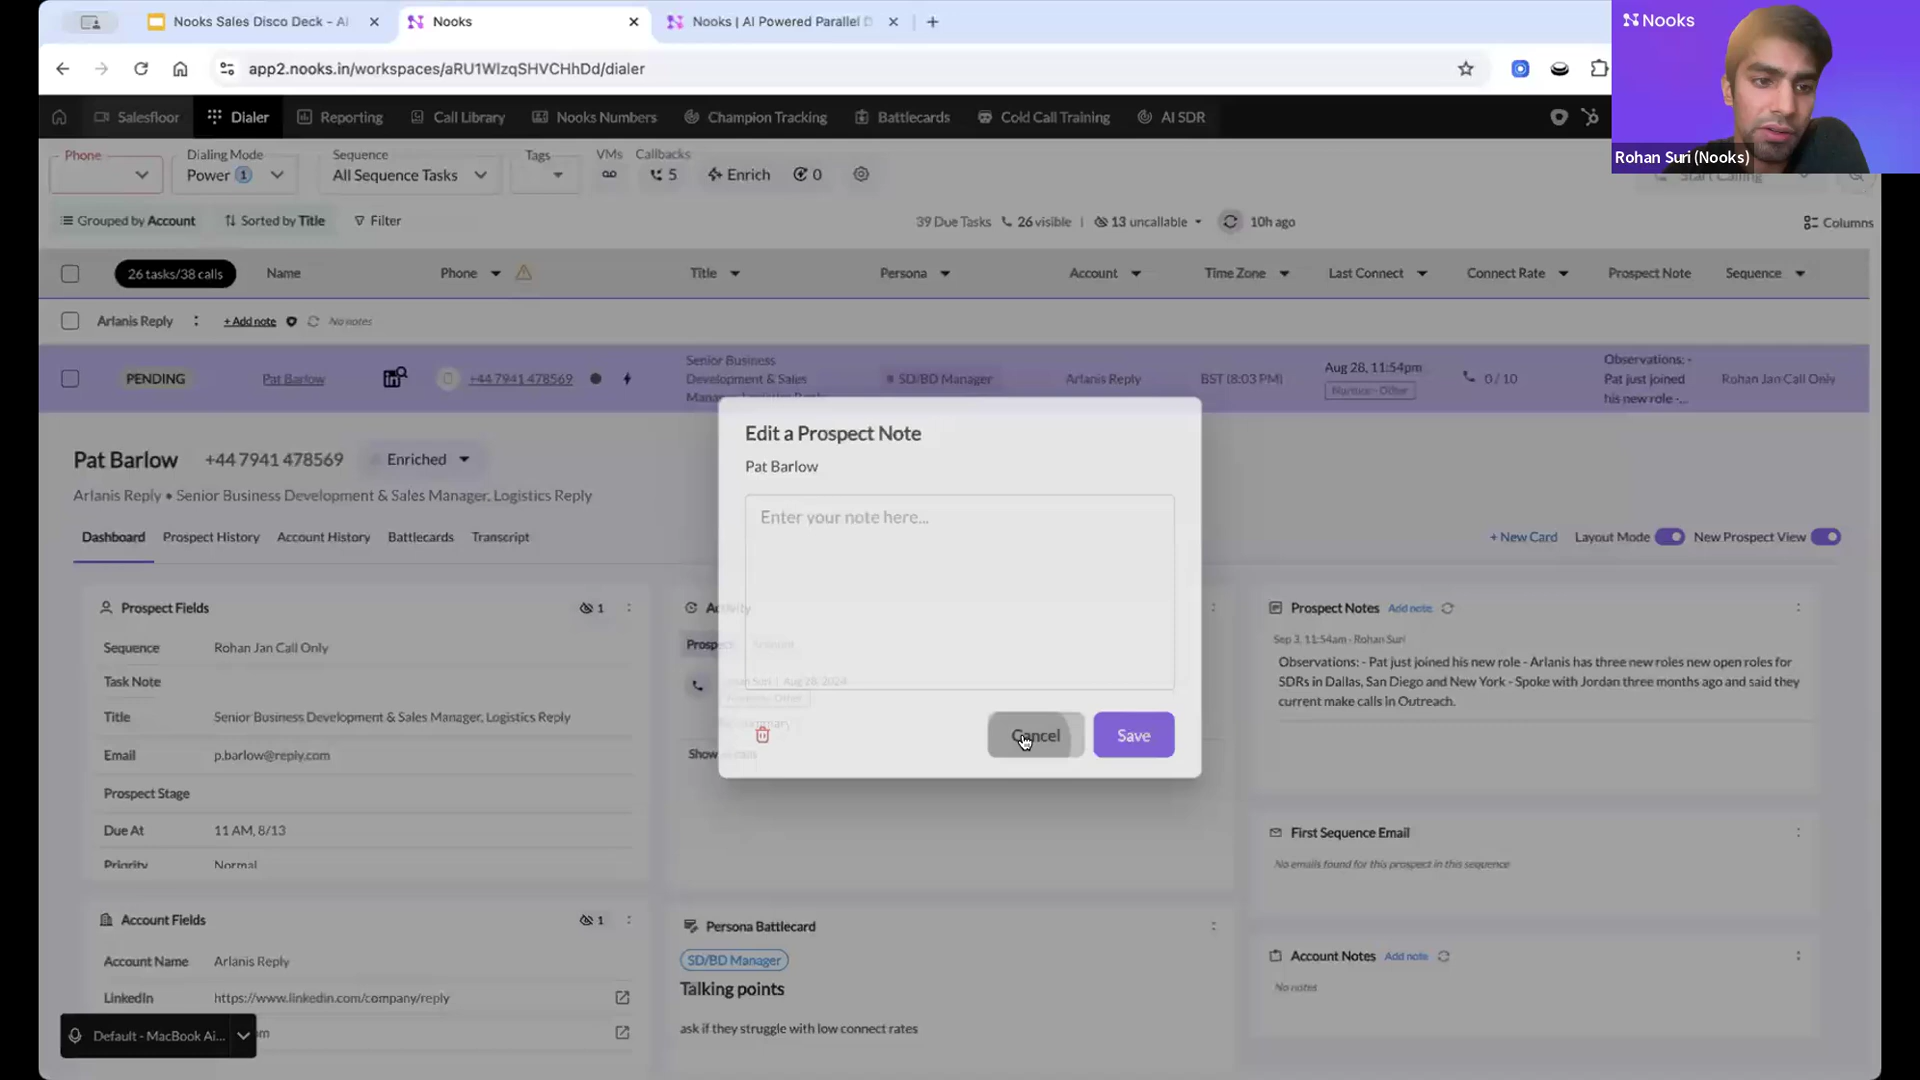 Nooks Sales Disco Deck - AI
Nooks
Nooks | AI Powered Parallel D
app2.nooks.in/workspaces/aRU1WlzqSHVCHhDd/dialer
Nooks
Rohan Suri (Nooks)
Salesfloor
Dialer
Reporting
Call Library
Nooks Numbers
Champion Tracking
Battlecards
Cold Call Training
AI SDR
Phone
Dialing Mode
Power 1
Sequence
All Sequence Tasks
Tags
VMs
Callbacks
5
Enrich
0
Start Calling
Grouped by Account
Sorted by Title
Filter
39 Due Tasks
26 visible |
13 uncallable
10h ago
Columns
26 tasks/38 calls
Name
Phone
Title
Persona
Account
Time Zone
Last Connect
Connect Rate
Prospect Note
Sequence
Arlanis Reply
+ Add note
No notes
PENDING
Pat Barlow
+44 7941 478569
Senior Business
Development & Sales
Manager, Logistics Reply
SD/BD Manager
Arlanis Reply
BST (8:03 PM)
Aug 28, 11:54pm
Nurture - Other
0 / 10
Observations: -
Pat just joined
his new role -...
Rohan Jan Call Only
Pat Barlow
+44 7941 478569
Enriched
Arlanis Reply • Senior Business Development & Sales Manager, Logistics Reply
Dashboard
Prospect History
Account History
Battlecards
Transcript
+ New Card
Layout Mode
New Prospect View
Edit a Prospect Note
Pat Barlow
Enter your note here...
Cancel
Save
Prospect Fields
1
Sequence
Rohan Jan Call Only
Task Note
Title
Senior Business Development & Sales Manager, Logistics Reply
Email
p.barlow@reply.com
Prospect Stage
Due At
11 AM, 8/13
Priority
Normal
Activity
Suri | Aug 28, 2024
Prospect Notes
Add note
Sep 3, 11:54am - Rohan Suri
Observations: - Pat just joined his new role - Arlanis has three new roles new open roles for
SDRs in Dallas, San Diego and New York - Spoke with Jordan three months ago and said they
current make calls in Outreach.
First Sequence Email
No emails found for this prospect in this sequence
Account Fields
1
Account Name
Arlanis Reply
LinkedIn
https://www.linkedin.com/company/reply
Default - MacBook Ai...
om
Persona Battlecard
SD/BD Manager
Talking points
ask if they struggle with low connect rates
Account Notes
Add note
No notes